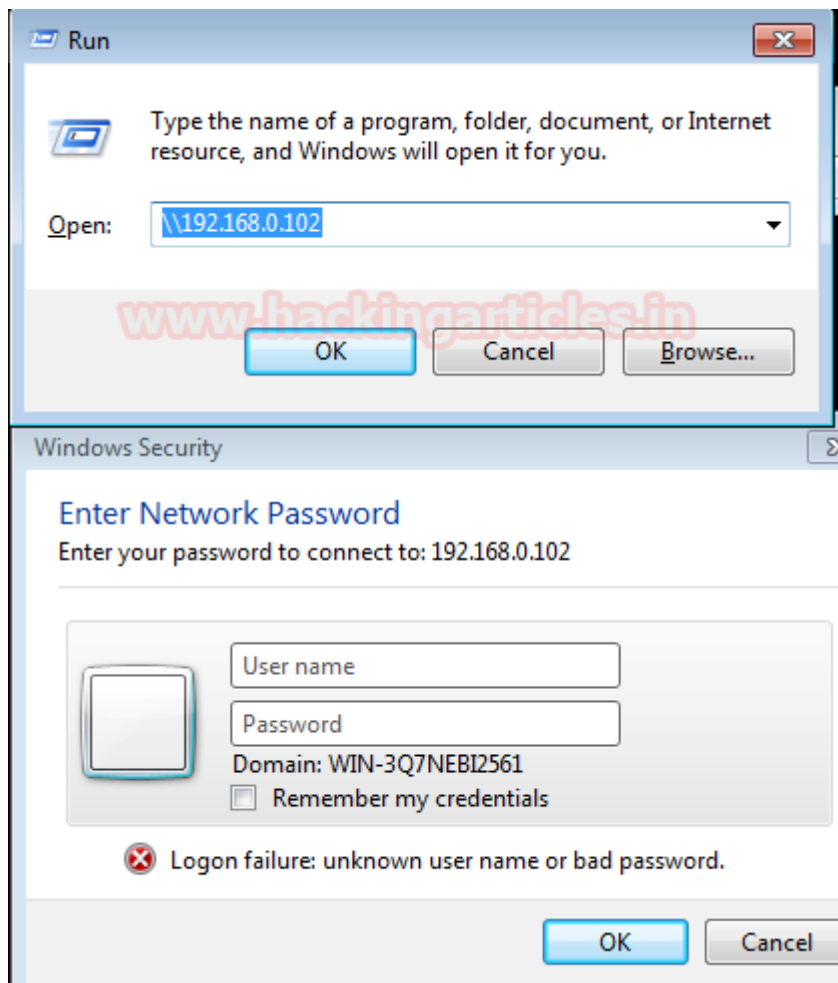 Run
Type the name of a program, folder, document, or Internet
resource, and Windows will open it for you.
Open: \\192.168.0.102
www.hackingarticles.in
OK Cancel Browse...
Windows Security
Enter Network Password
Enter your password to connect to: 192.168.0.102
User name
Password
Domain: WIN-3Q7NEBI2561
Remember my credentials
Logon failure: unknown user name or bad password.
OK Cancel